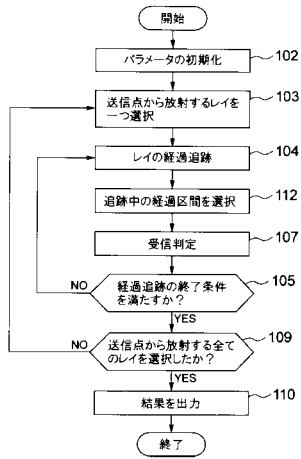 開始
パラメータの初期化
102
送信点から放射するレイを
一つ選択
103
レイの経過追跡
104
追跡中の経過区間を選択
112
受信判定
107
経過追跡の終了条件
を満たすか？
105
NO
YES
送信点から放射する全て
のレイを選択したか？
109
NO
YES
結果を出力
110
終了